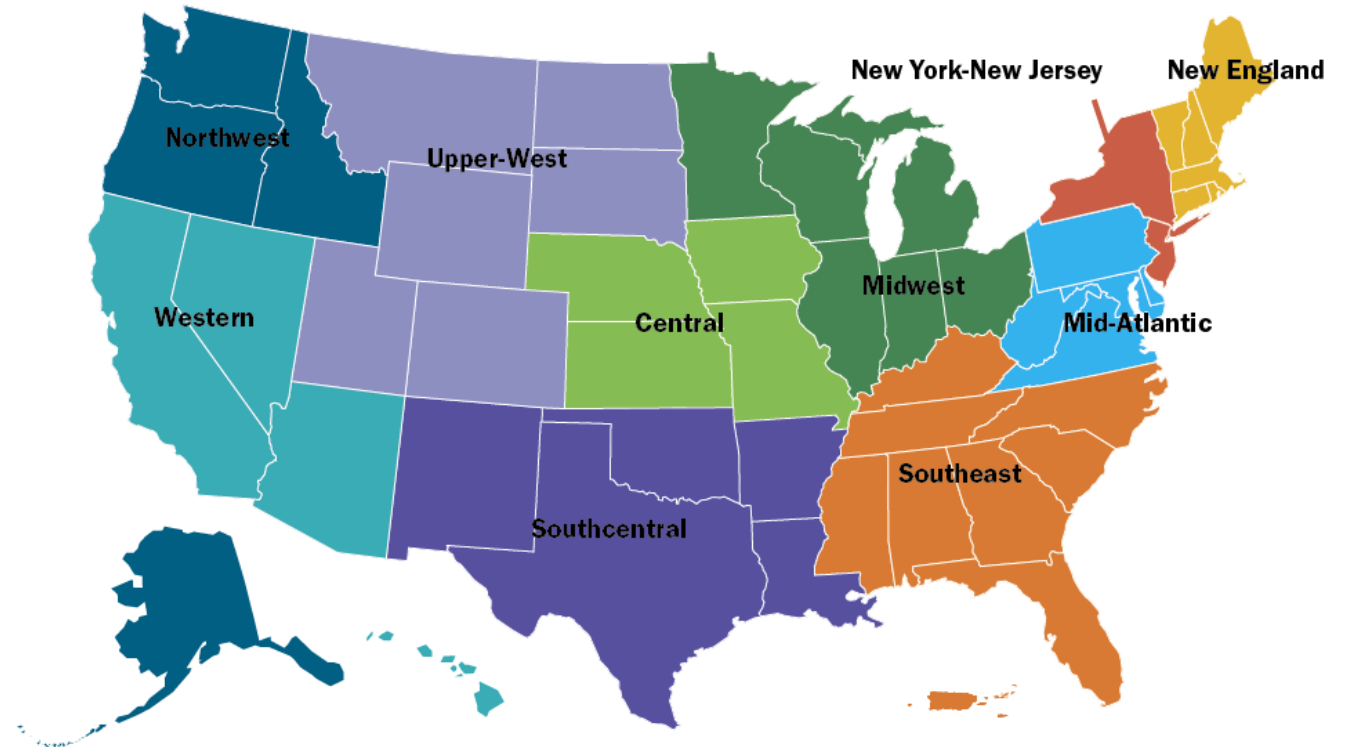 New York-New Jersey
New England
Northwest
Upper-West
Midwest
Western
Central
Mid-Atlantic
Southeast
Southcentral